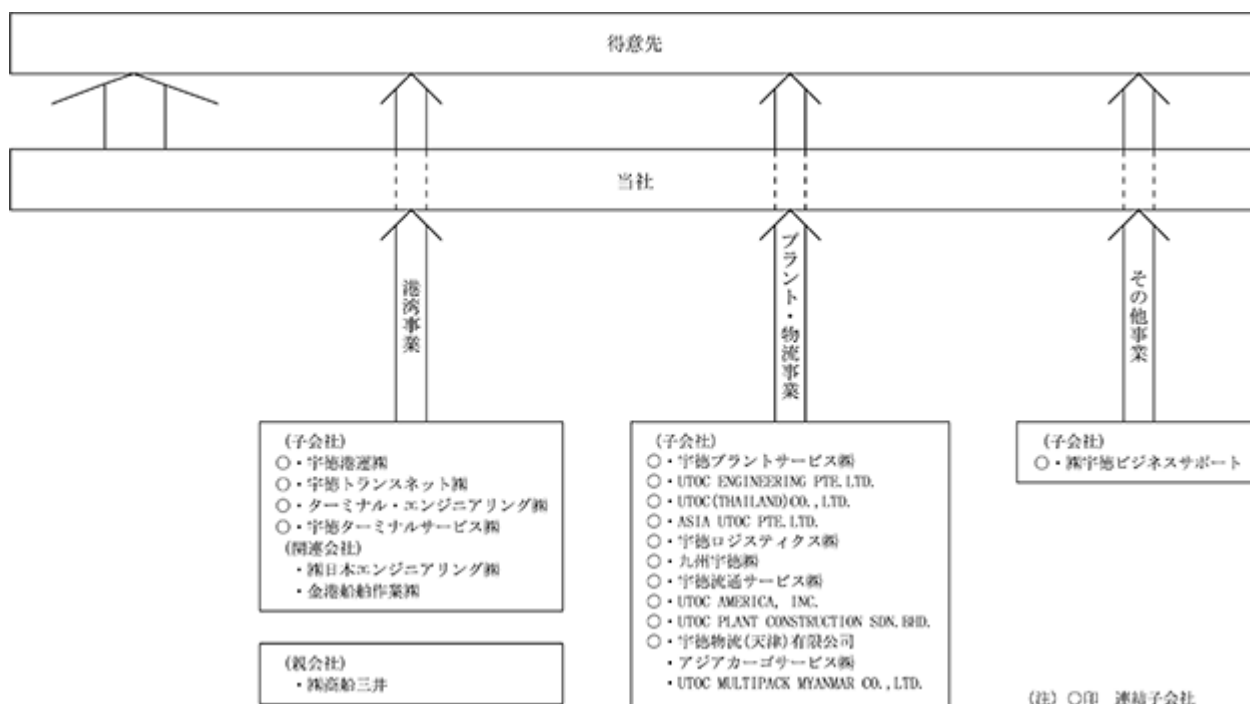 得意先
当社
港湾事業
プラント・物流事業
その他事業
(子会社)
○・宇徳港運㈱
○・宇徳トランスネット㈱
○・ターミナル・エンジニアリング㈱
○・宇徳ターミナルサービス㈱
(関連会社)
・㈱日本エンジニアリング㈱
・金港船舶作業㈱
(親会社)
・㈱商船三井
(子会社)
○・宇徳プラントサービス㈱
○・UTOC ENGINEERING PTE.LTD.
○・UTOC(THAILAND)CO.,LTD.
○・ASIA UTOC PTE.LTD.
○・宇徳ロジスティクス㈱
○・九州宇徳㈱
○・宇徳流通サービス㈱
○・UTOC AMERICA, INC.
○・UTOC PLANT CONSTRUCTION SDN.BHD.
○・宇徳物流(天津)有限公司
・アジアカーゴサービス㈱
・UTOC MULTIPACK MYANMAR CO.,LTD.
(子会社)
○・㈱宇徳ビジネスサポート
(注) ○印 連結子会社